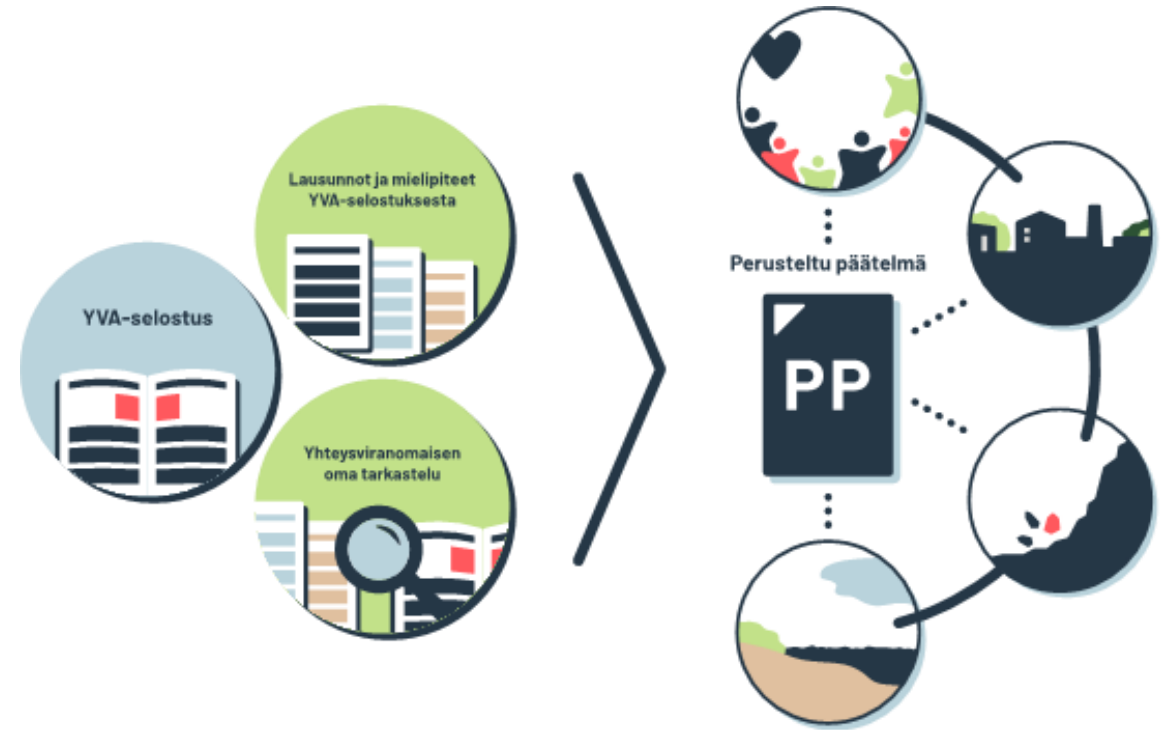 Lausunnot ja mielipiteet
YVA-selostuksesta
YVA-selostus
Yhteysviranomaisen
oma tarkastelu
Perusteltu päätelmä
PP